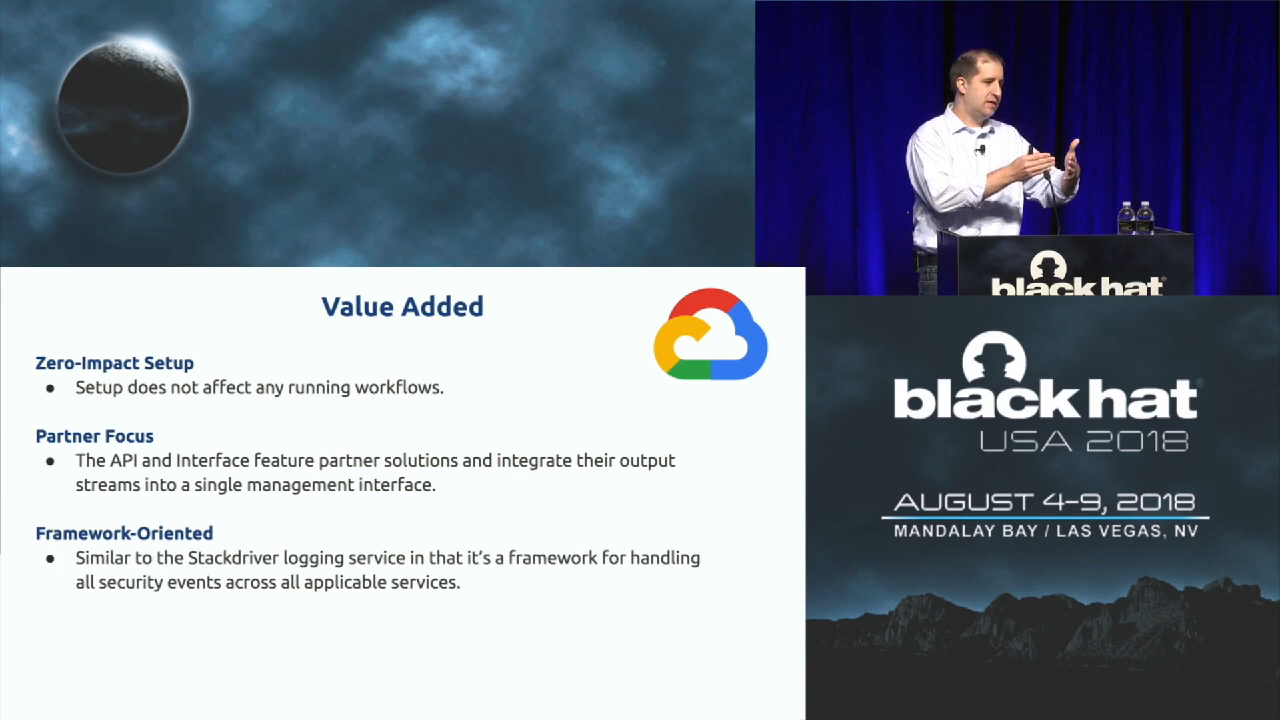 Value Added
Zero-Impact Setup
● Setup does not affect any running workflows.
Partner Focus
● The API and Interface feature partner solutions and integrate their output
streams into a single management interface.
Framework-Oriented
● Similar to the Stackdriver logging service in that it's a framework for handling
all security events across all applicable services.
black hat
black hat
USA 2018
AUGUST 4-9, 2018
MANDALAY BAY / LAS VEGAS, NV